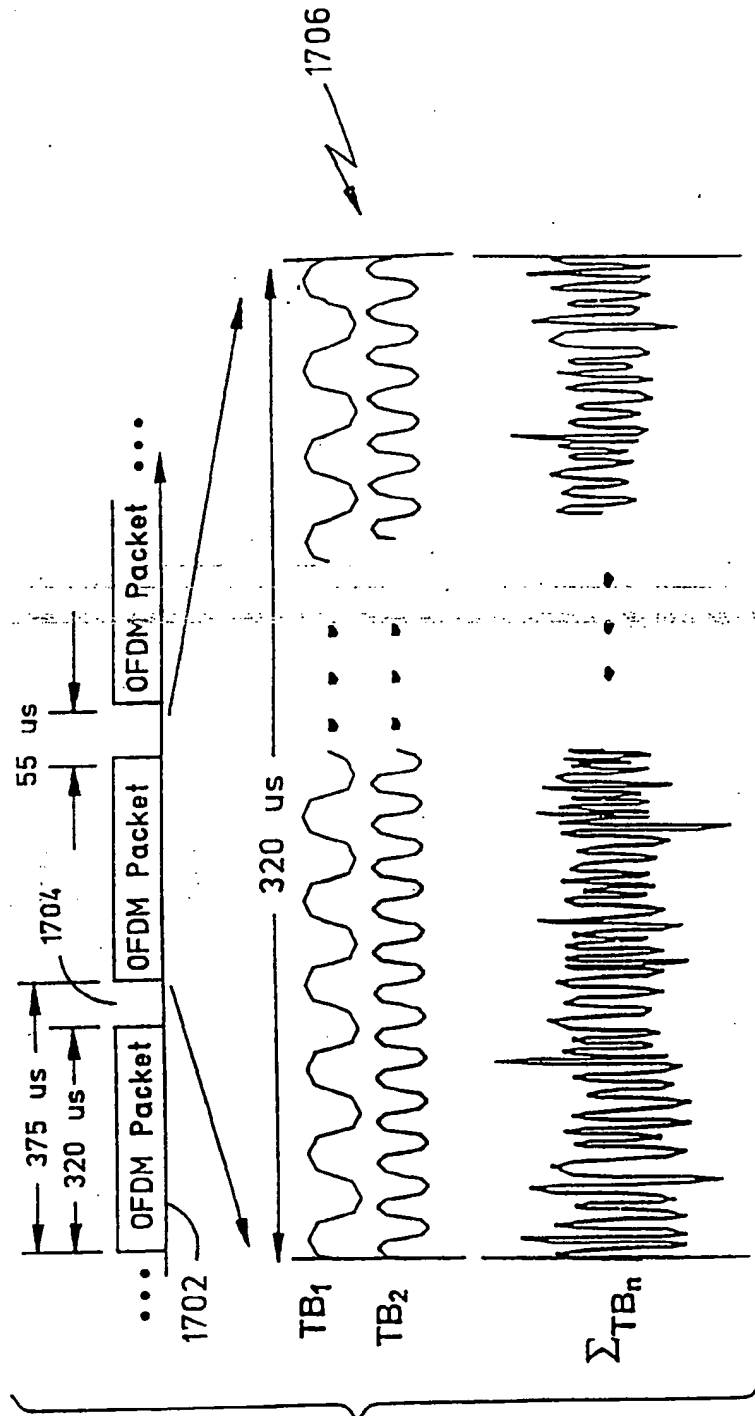 375 us
320 us
1704
55 us
••• OFDM Packet OFDM Packet OFDM Packet •••
1702
320 us
1706
TB1
TB2
ΣTBn